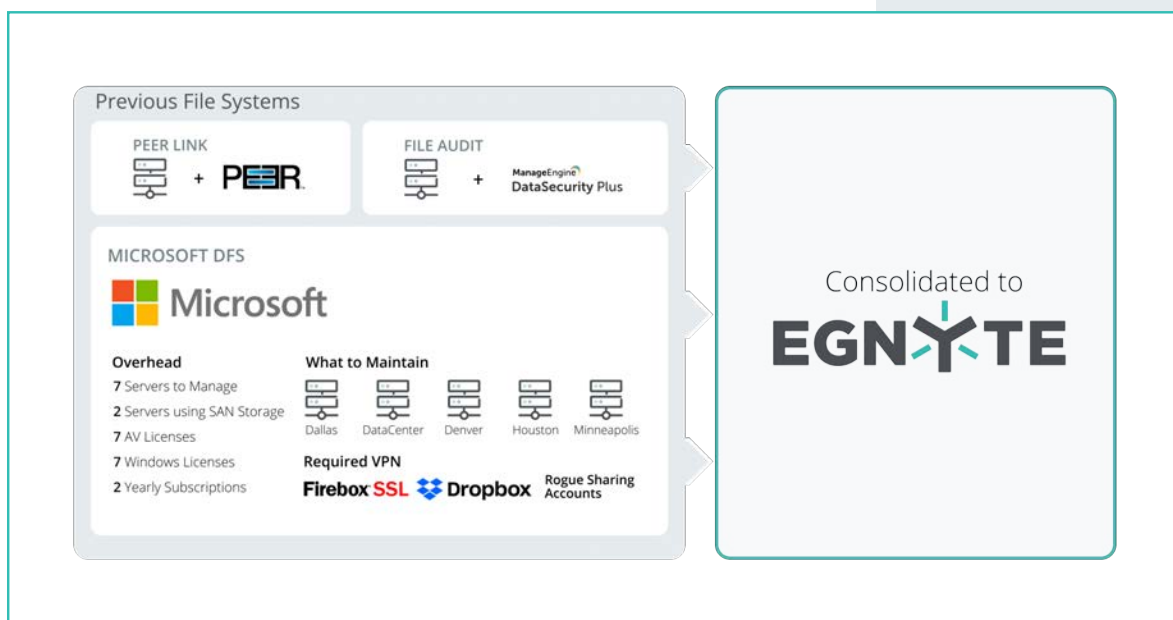 Previous File Systems
PEER LINK
+ PEER™
FILE AUDIT
+ ManageEngine
DataSecurity Plus
MICROSOFT DFS
Microsoft
Overhead
7 Servers to Manage
2 Servers using SAN Storage
7 AV Licenses
7 Windows Licenses
2 Yearly Subscriptions
What to Maintain
Dallas DataCenter Denver Houston Minneapolis
Required VPN
Firebox SSL Dropbox Rogue Sharing
Accounts
Consolidated to
EGNYTE